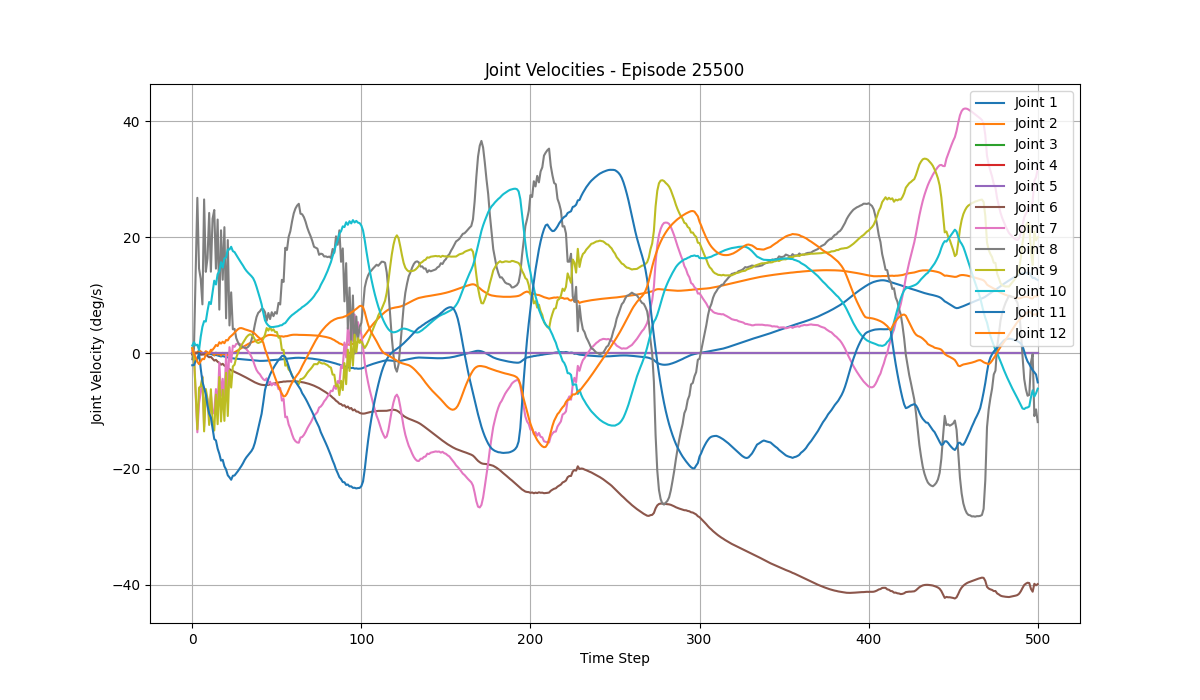 Joint Velocities - Episode 25500
Joint Velocity (deg/s)
40
20
0
−20
−40
0
100
200
300
400
500
Time Step
Joint 1
Joint 2
Joint 3
Joint 4
Joint 5
Joint 6
Joint 7
Joint 8
Joint 9
Joint 10
Joint 11
Joint 12